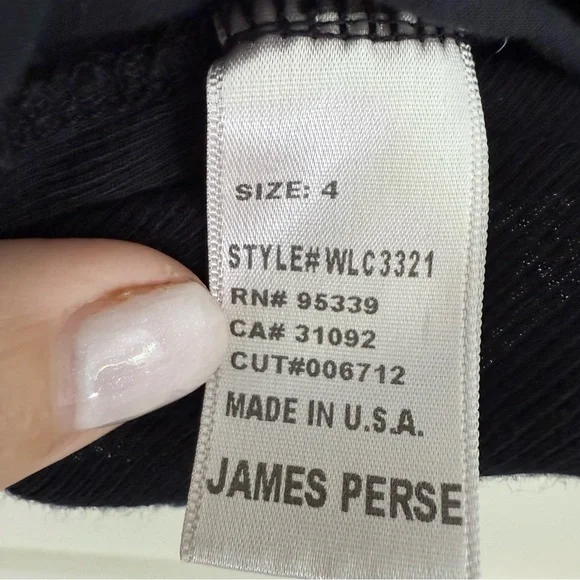 SIZE: 4
STYLE# WLC3321
RN# 95339
CA# 31092
CUT#006712
MADE IN U.S.A.
JAMES PERSE